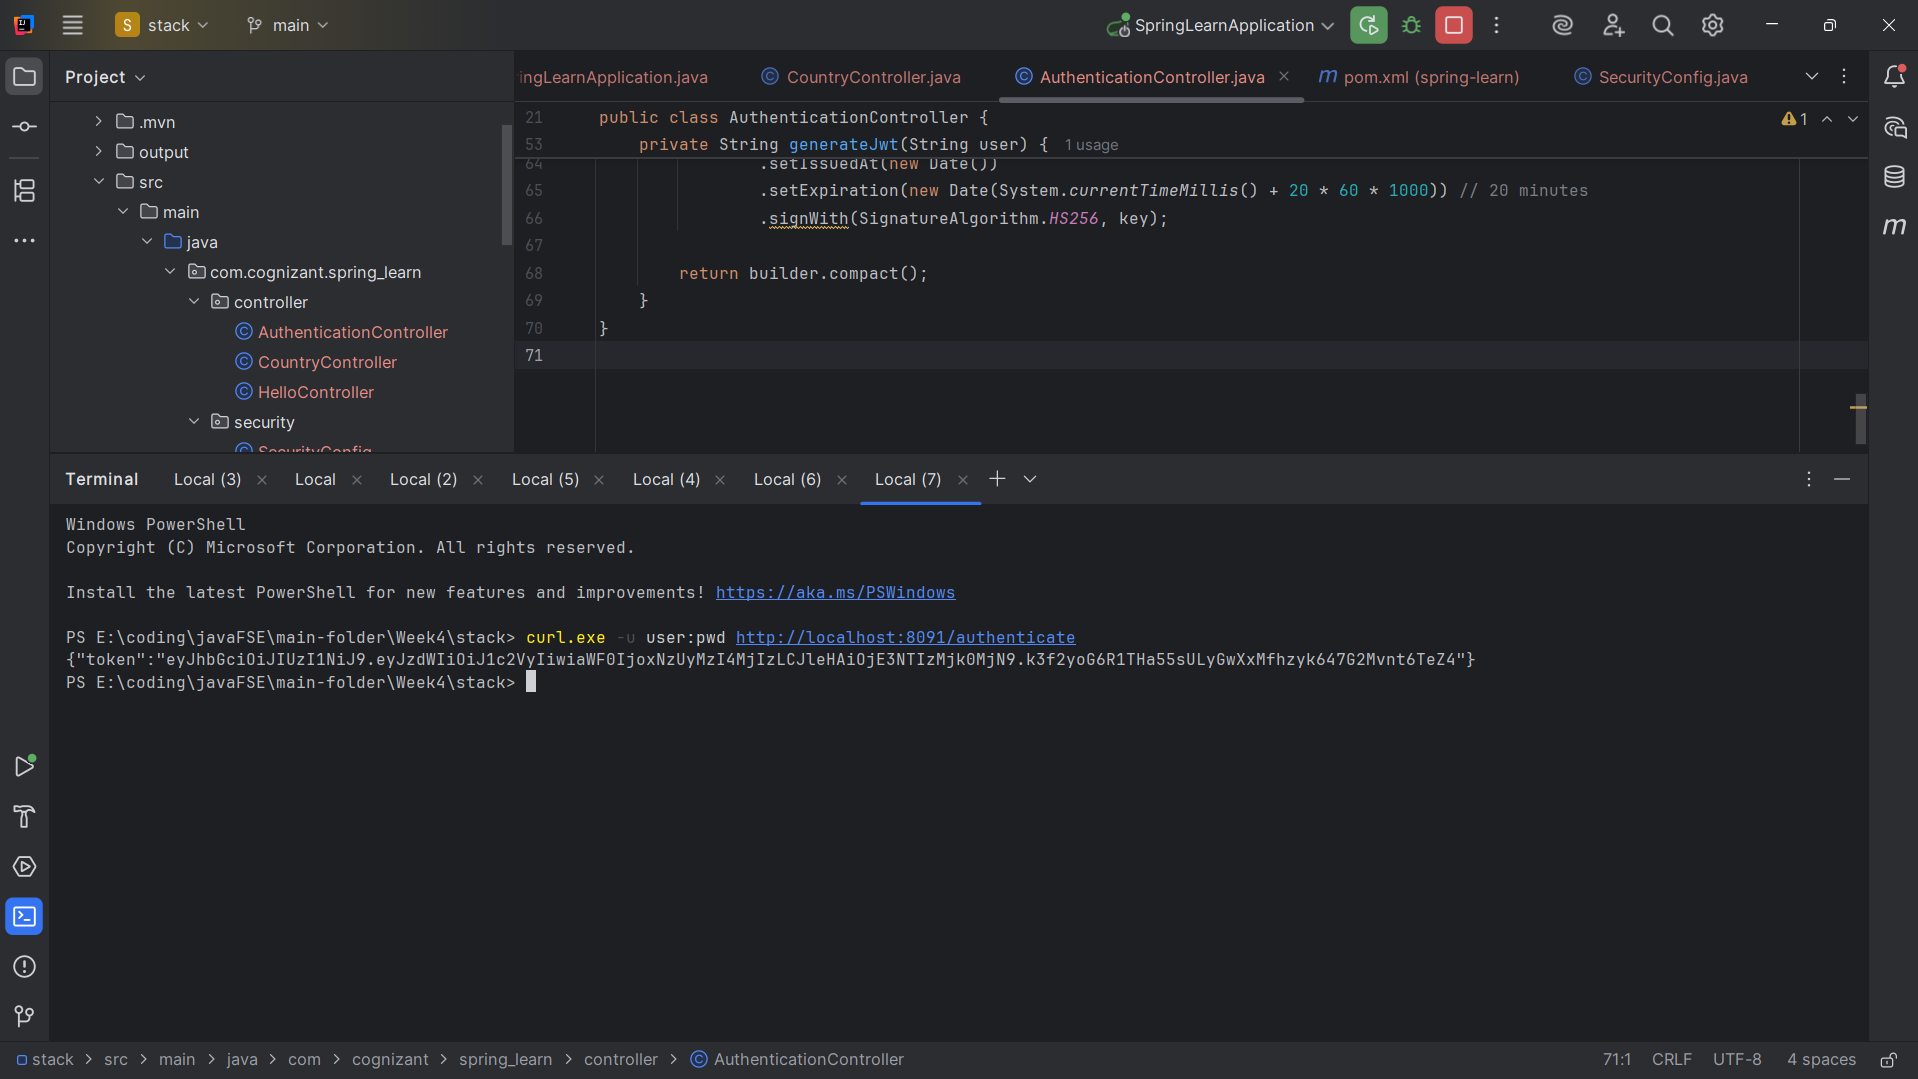 S stack main SpringLearnApplication
Project
.mvn
output
src
main
java
com.cognizant.spring_learn
controller
AuthenticationController
CountryController
HelloController
security
SecurityConfig
ingLearnApplication.java CountryController.java AuthenticationController.java pom.xml (spring-learn) SecurityConfig.java
21 public class AuthenticationController { 1
53 private String generateJwt(String user) { 1 usage
64 .setIssuedAt(new Date())
65 .setExpiration(new Date(System.currentTimeMillis() + 20 * 60 * 1000)) // 20 minutes
66 .signWith(SignatureAlgorithm.HS256, key);
67
68 return builder.compact();
69 }
70 }
71
Terminal Local (3) Local Local (2) Local (5) Local (4) Local (6) Local (7)
Windows PowerShell
Copyright (C) Microsoft Corporation. All rights reserved.
Install the latest PowerShell for new features and improvements! https://aka.ms/PSWindows
PS E:\coding\javaFSE\main-folder\Week4\stack> curl.exe -u user:pwd http://localhost:8091/authenticate
{"token":"eyJhbGciOiJIUzI1NiJ9.eyJzdWIiOiJ1c2VyIiwiaWF0IjoxNzUyMzI4MjIzLCJleHAiOjE3NTIzMjk0MjN9.k3f2yoG6R1THa55sULyGwXxMfhzyk647G2Mvnt6TeZ4"}
PS E:\coding\javaFSE\main-folder\Week4\stack>
stack > src > main > java > com > cognizant > spring_learn > controller > AuthenticationController 71:1 CRLF UTF-8 4 spaces